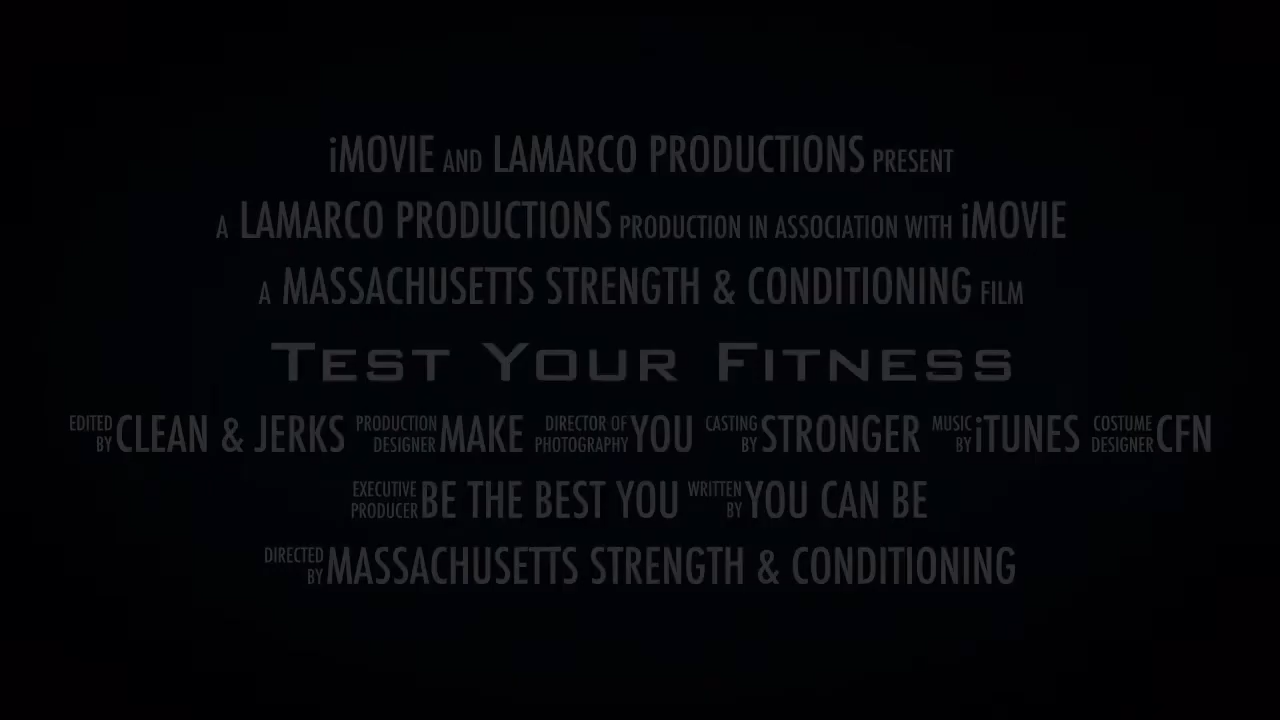 iMOVIE AND LAMARCO PRODUCTIONS PRESENT
A LAMARCO PRODUCTIONS PRODUCTION IN ASSOCIATION WITH iMOVIE
A MASSACHUSETTS STRENGTH & CONDITIONING FILM
TEST YOUR FITNESS
EDITED BY CLEAN & JERKS PRODUCTION DESIGNER MAKE DIRECTOR OF PHOTOGRAPHY YOU CASTING BY STRONGER MUSIC BY iTUNES COSTUME DESIGNER CFN
EXECUTIVE PRODUCER BE THE BEST YOU WRITTEN BY YOU CAN BE
DIRECTED BY MASSACHUSETTS STRENGTH & CONDITIONING